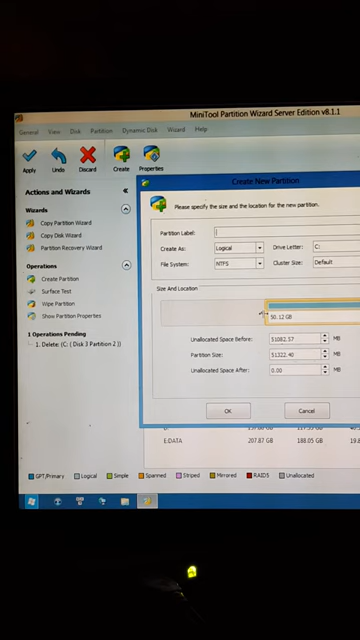 MiniTool Partition Wizard Server Edition v8.1.1
General View Disk Partition Dynamic Disk Wizard Help
Apply Undo Discard Create Properties
Actions and Wizards
Wizards
Copy Partition Wizard
Copy Disk Wizard
Partition Recovery Wizard
Operations
Create Partition
Surface Test
Wipe Partition
Show Partition Properties
1 Operations Pending
1. Delete: (C: ( Disk 3 Partition 2 ))
Create New Partition
Please specify the size and the location for the new partition.
Partition Label:
Create As: Logical Drive Letter: C:
File System: NTFS Cluster Size: Default
Size And Location
50.12 GB
Unallocated Space Before: 51082.57 MB
Partition Size: 51322.40 MB
Unallocated Space After: 0.00 MB
OK Cancel
E:DATA 207.87 GB 188.05 GB 19.8
GPT/Primary Logical Simple Spanned Striped Mirrored RAID5 Unallocated